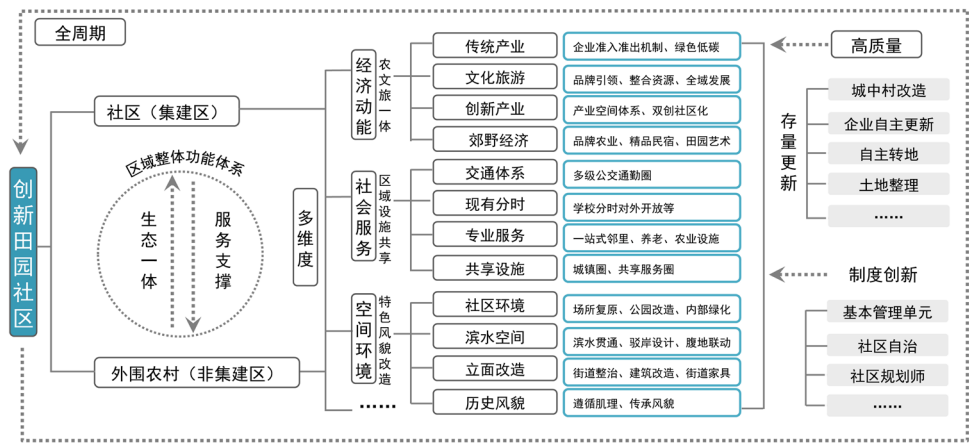 全周期
创新田园社区
社区（集建区）
区域整体功能体系
生态一体
服务支撑
外围农村（非集建区）
多维度
经济动能
农文旅一体
传统产业
企业准入准出机制、绿色低碳
文化旅游
品牌引领、整合资源、全域发展
创新产业
产业空间体系、双创社区化
郊野经济
品牌农业、精品民宿、田园艺术
社会服务
区域设施共享
交通体系
多级公交通勤圈
现有分时
学校分时对外开放等
专业服务
一站式邻里、养老、农业设施
共享设施
城镇圈、共享服务圈
空间环境
特色风貌改造
社区环境
场所复原、公园改造、内部绿化
滨水空间
滨水贯通、驳岸设计、腹地联动
立面改造
街道整治、建筑改造、街道家具
历史风貌
遵循肌理、传承风貌
……
高质量
存量更新
城中村改造
企业自主更新
自主转地
土地整理
……
制度创新
基本管理单元
社区自治
社区规划师
……